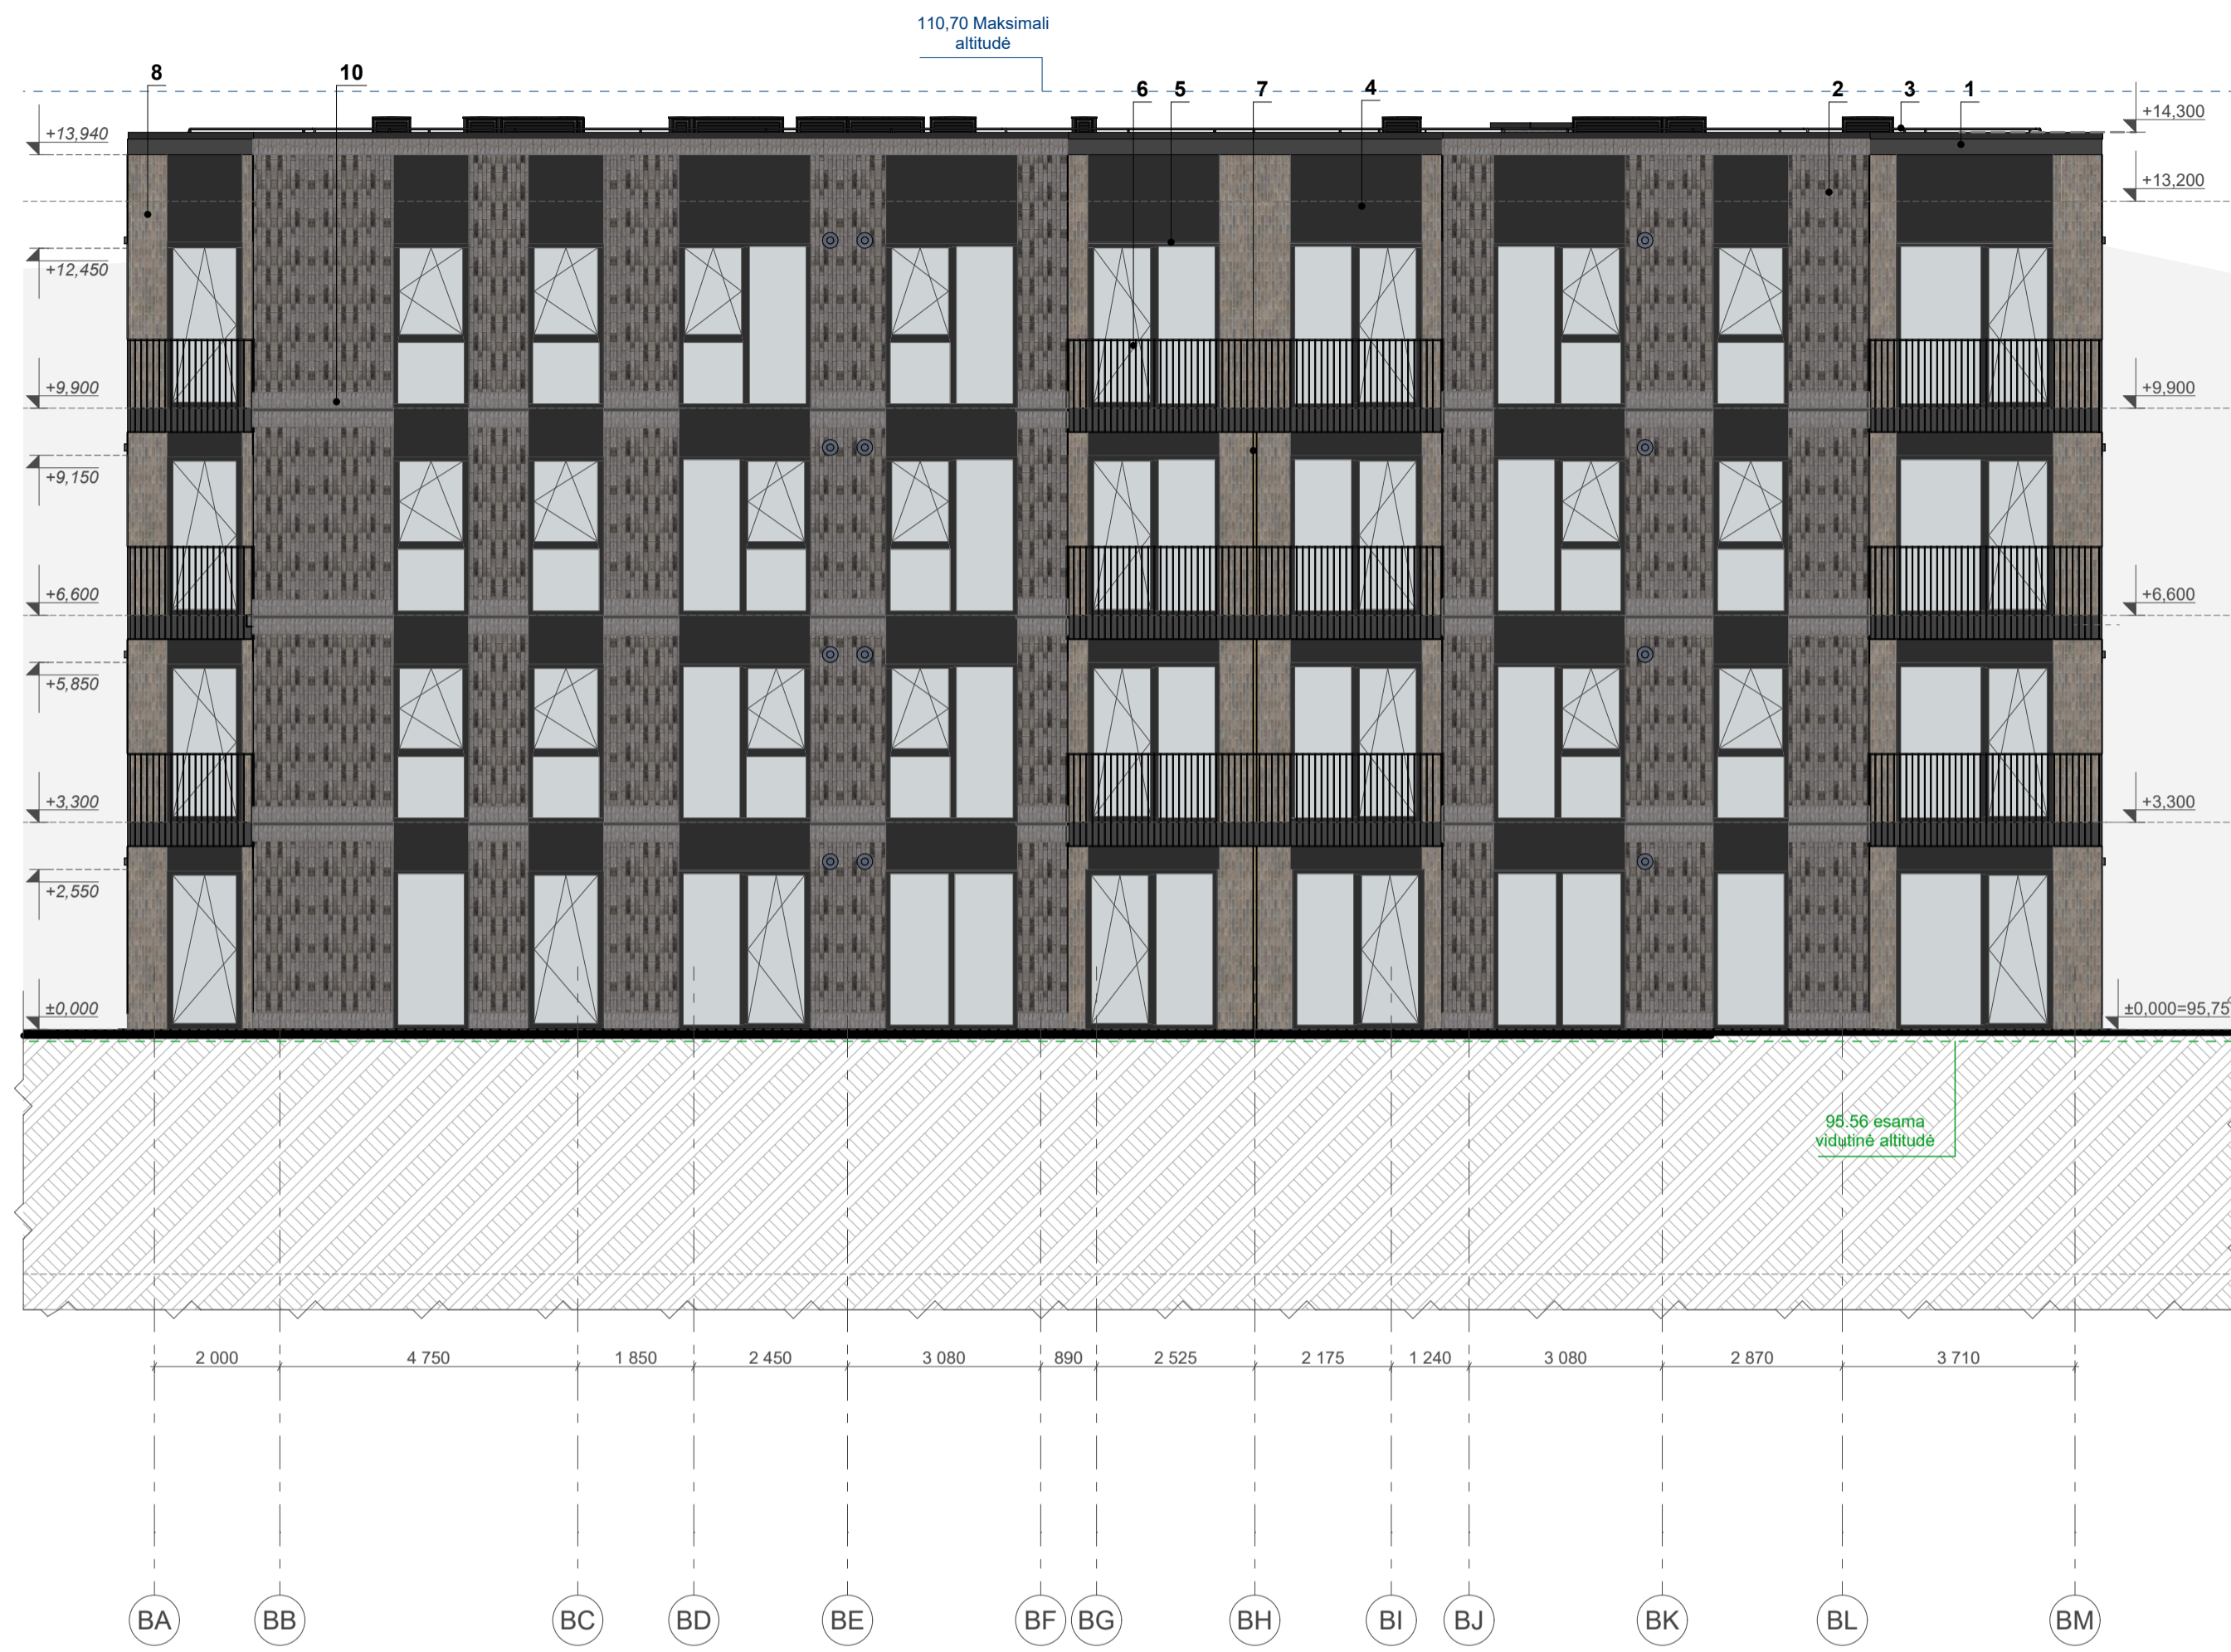 110,70 Maksimali
altitudė
8
10
6
5
7
4
2
3
1
+13,940
+14,300
+13,200
+12,450
+9,900
+9,900
+9,150
+6,600
+6,600
+5,850
+3,300
+3,300
+2,550
±0,000
±0,000=95,75
95.56 esama
vidutinė altitudė
2 000
4 750
1 850
2 450
3 080
890
2 525
2 175
1 240
3 080
2 870
3 710
BA
BB
BC
BD
BE
BF
BG
BH
BI
BJ
BK
BL
BM